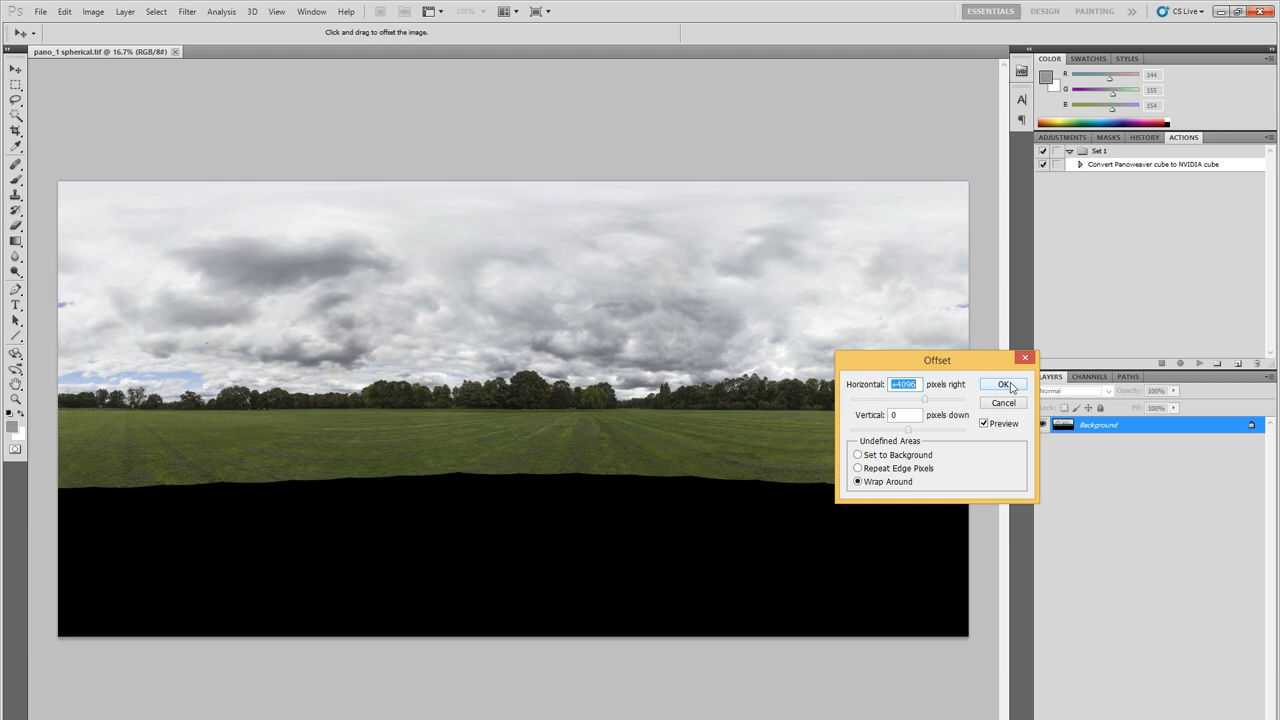 Ps File Edit Image Layer Select Filter Analysis 3D View Window Help 100% ESSENTIALS DESIGN PAINTING CS Live
Click and drag to offset the image.
pano_1 spherical.tif @ 16.7% (RGB/8#)
COLOR SWATCHES STYLES
R 144
G 155
B 154
ADJUSTMENTS MASKS HISTORY ACTIONS
Set 1
Convert Panoweaver cube to NVIDIA cube
Offset
Horizontal: +4096 pixels right OK
Cancel
Vertical: 0 pixels down
Preview
Undefined Areas
Set to Background
Repeat Edge Pixels
Wrap Around
LAYERS CHANNELS PATHS
Normal Opacity: 100%
Lock: Fill: 100%
Background